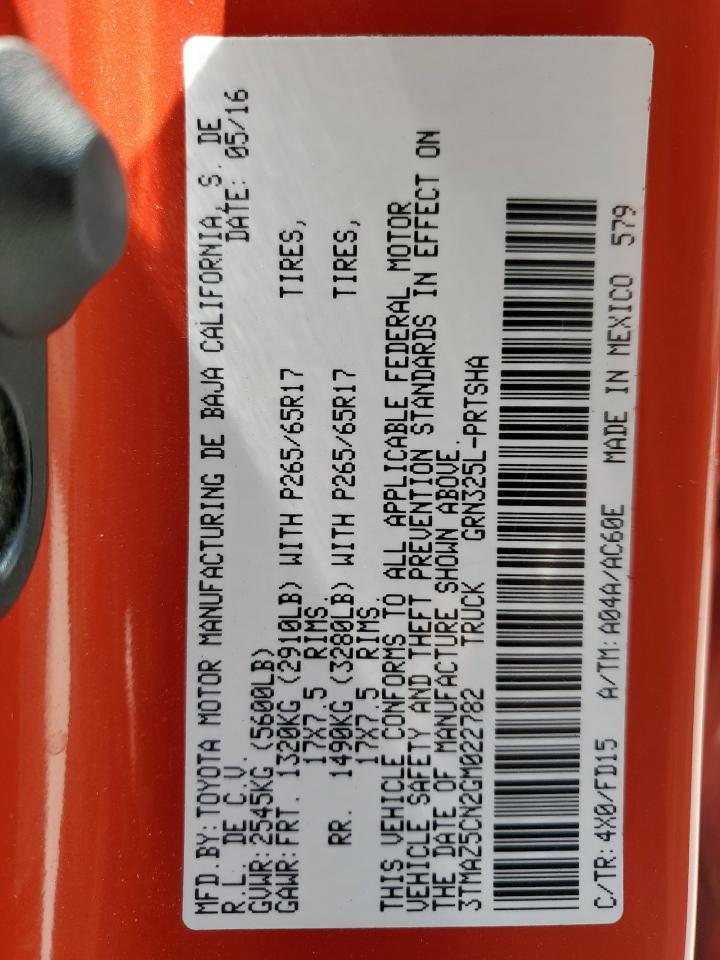 MFD.BY:TOYOTA MOTOR MANUFACTURING DE BAJA CALIFORNIA, S. DE
R.L. DE C.V. DATE: 05/16
GVWR:2545KG (5600LB)
GAWR:FRT. 1320KG (2910LB) WITH P265/65R17 TIRES,
17X7.5 RIMS.
RR. 1490KG (3280LB) WITH P265/65R17 TIRES,
17X7.5 RIMS.
THIS VEHICLE CONFORMS TO ALL APPLICABLE FEDERAL MOTOR
VEHICLE SAFETY AND THEFT PREVENTION STANDARDS IN EFFECT ON
THE DATE OF MANUFACTURE SHOWN ABOVE.
3TMAZ5CN2GM022782 TRUCK GRN325L-PRTSHA
C/TR:4X0/FD15 A/TM:A04A/AC60E MADE IN MEXICO 579